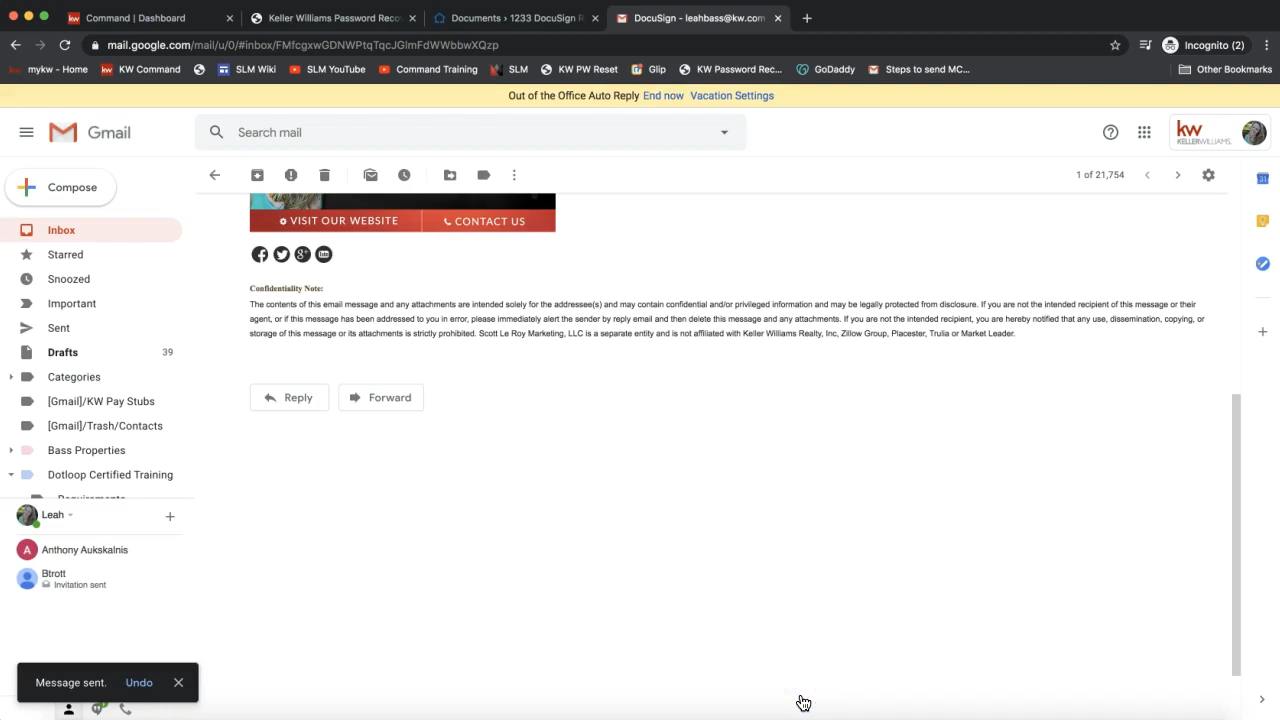 Command | Dashboard
Keller Williams Password Reco
Documents › 1233 DocuSign R
DocuSign - leahbass@kw.com
mail.google.com/mail/u/0/#inbox/FMfcgxwGDNWPtqTqcJGlmFdWWbbwXQzp
Incognito (2)
mykw - Home
KW Command
SLM Wiki
SLM YouTube
Command Training
SLM
KW PW Reset
Glip
KW Password Rec...
GoDaddy
Steps to send MC...
Other Bookmarks
Out of the Office Auto Reply End now Vacation Settings
Gmail
Search mail
kw
KELLERWILLIAMS.
Compose
1 of 21,754
Inbox
Starred
Snoozed
Important
Sent
Drafts 39
Categories
[Gmail]/KW Pay Stubs
[Gmail]/Trash/Contacts
Bass Properties
Dotloop Certified Training
Requirements
Leah
Anthony Aukskalnis
Btrott
Invitation sent
VISIT OUR WEBSITE
CONTACT US
Confidentiality Note:
The contents of this email message and any attachments are intended solely for the addressee(s) and may contain confidential and/or privileged information and may be legally protected from disclosure. If you are not the intended recipient of this message or their
agent, or if this message has been addressed to you in error, please immediately alert the sender by reply email and then delete this message and any attachments. If you are not the intended recipient, you are hereby notified that any use, dissemination, copying, or
storage of this message or its attachments is strictly prohibited. Scott Le Roy Marketing, LLC is a separate entity and is not affiliated with Keller Williams Realty, Inc, Zillow Group, Placester, Trulia or Market Leader.
Reply
Forward
Message sent. Undo